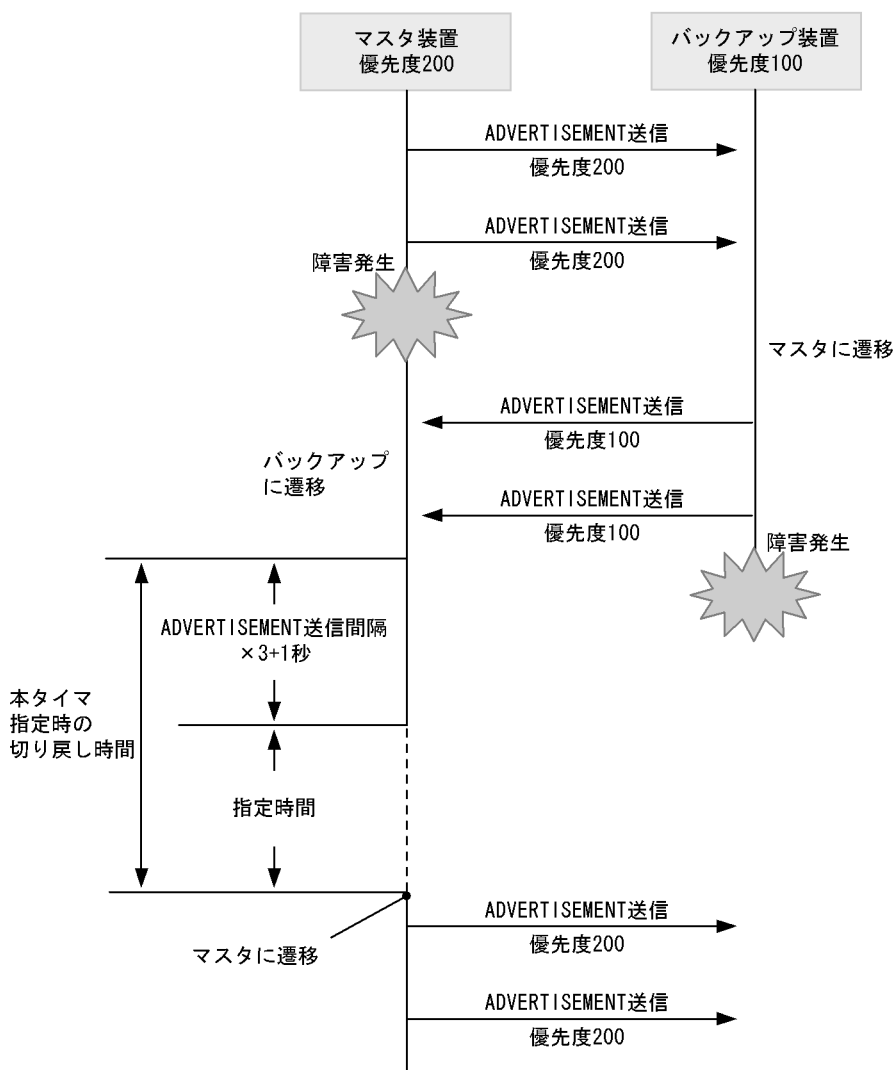 マスタ装置
優先度200
バックアップ装置
優先度100
ADVERTISEMENT送信
優先度200
ADVERTISEMENT送信
優先度200
障害発生
マスタに遷移
ADVERTISEMENT送信
優先度100
バックアップ
に遷移
ADVERTISEMENT送信
優先度100
障害発生
ADVERTISEMENT送信間隔
×3+1秒
本タイマ
指定時の
切り戻し時間
指定時間
ADVERTISEMENT送信
優先度200
マスタに遷移
ADVERTISEMENT送信
優先度200